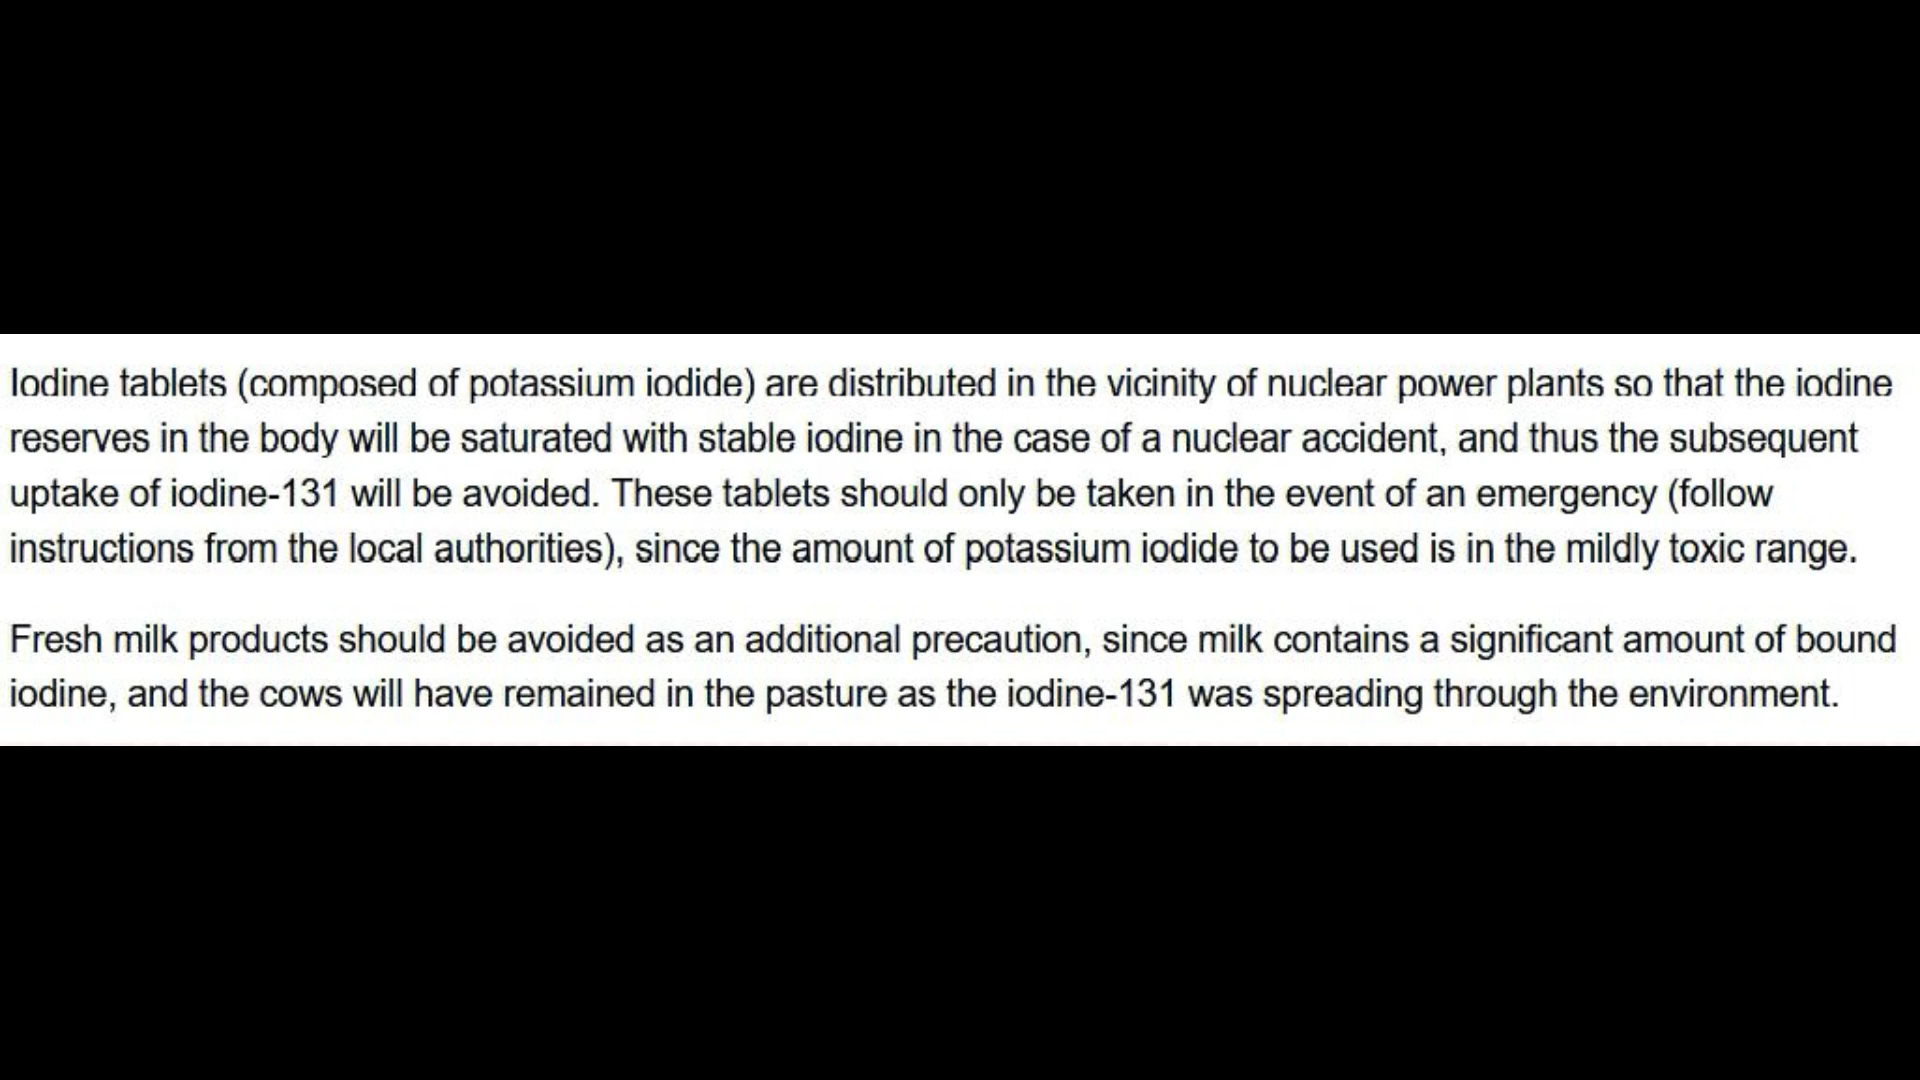 Iodine tablets (composed of potassium iodide) are distributed in the vicinity of nuclear power plants so that the iodine
reserves in the body will be saturated with stable iodine in the case of a nuclear accident, and thus the subsequent
uptake of iodine-131 will be avoided. These tablets should only be taken in the event of an emergency (follow
instructions from the local authorities), since the amount of potassium iodide to be used is in the mildly toxic range.
Fresh milk products should be avoided as an additional precaution, since milk contains a significant amount of bound
iodine, and the cows will have remained in the pasture as the iodine-131 was spreading through the environment.